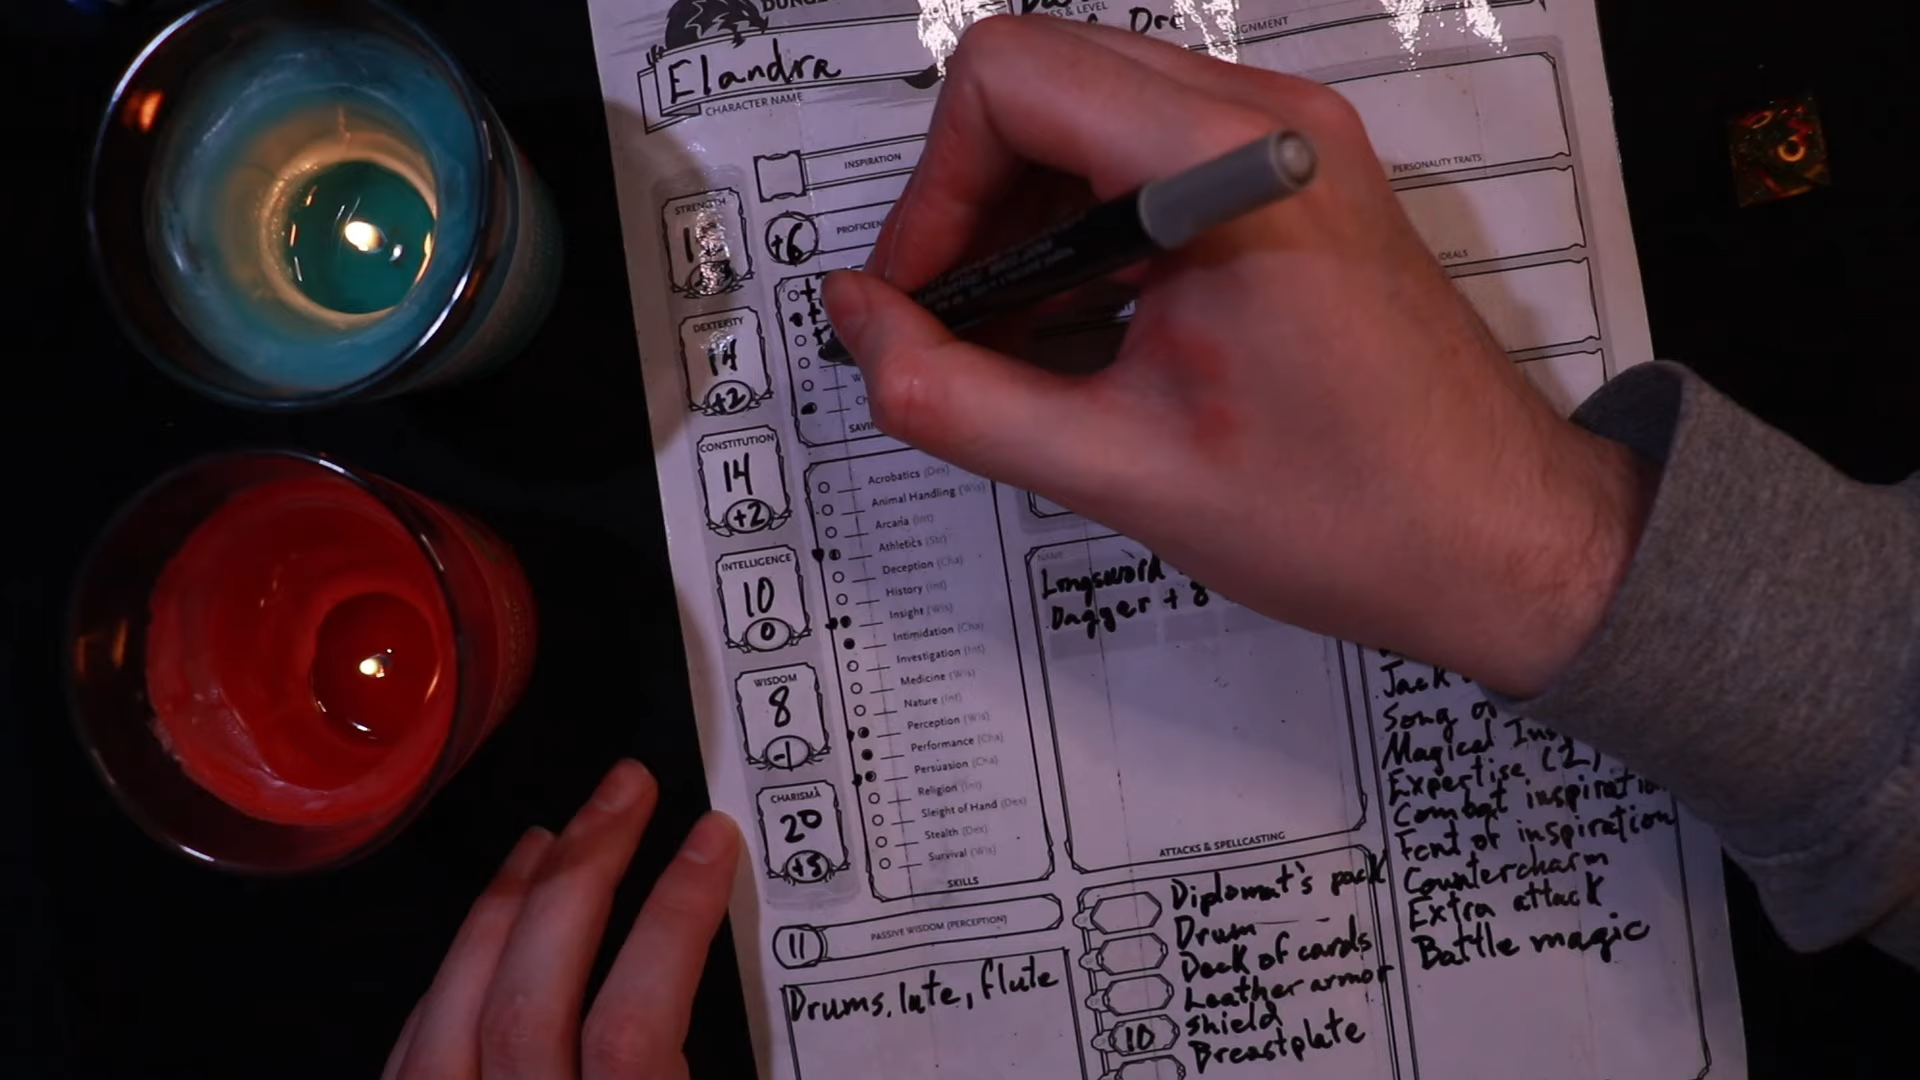 Elandra
CHARACTER NAME
INSPIRATION
PERSONALITY TRAITS
STRENGTH
+6
IDEALS
DEXTERITY
14
+2
CONSTITUTION
14
+2
INTELLIGENCE
10
0
WISDOM
8
-1
CHARISMA
20
+5
Acrobatics (Dex)
Animal Handling (Wis)
Arcana (Int)
Athletics (Str)
Deception (Cha)
History (Int)
Insight (Wis)
Intimidation (Cha)
Investigation (Int)
Medicine (Wis)
Nature (Int)
Perception (Wis)
Performance (Cha)
Persuasion (Cha)
Religion (Int)
Sleight of Hand (Dex)
Stealth (Dex)
Survival (Wis)
SKILLS
11
PASSIVE WISDOM (PERCEPTION)
Drums, lute, flute
NAME
Longsword
Dagger + 8
ATTACKS & SPELLCASTING
Diplomat's pack
Drum
Deck of cards
Leather armor
10
shield
Breastplate
Jack
Song
Magical
Expertise (2)
Combat inspiration
Font of inspiration
Countercharm
Extra attack
Battle magic